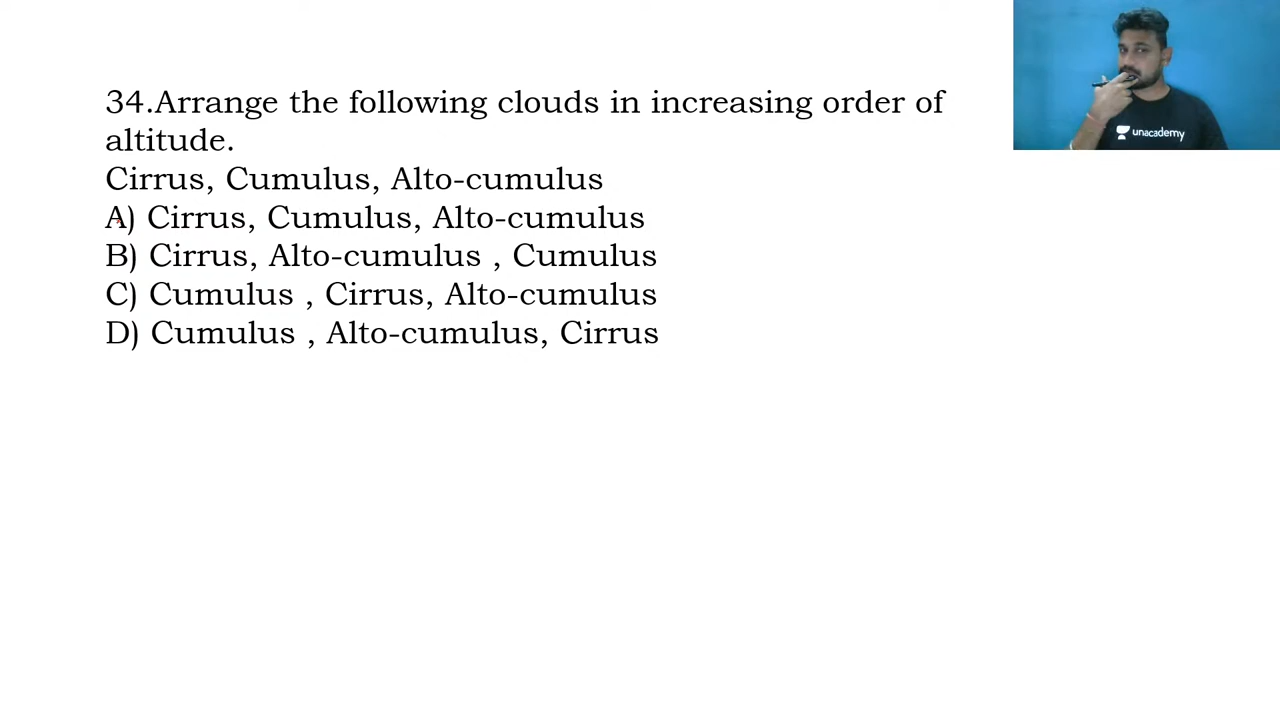 34.Arrange the following clouds in increasing order of
altitude.
Cirrus, Cumulus, Alto-cumulus
A) Cirrus, Cumulus, Alto-cumulus
B) Cirrus, Alto-cumulus , Cumulus
C) Cumulus , Cirrus, Alto-cumulus
D) Cumulus , Alto-cumulus, Cirrus
unacademy